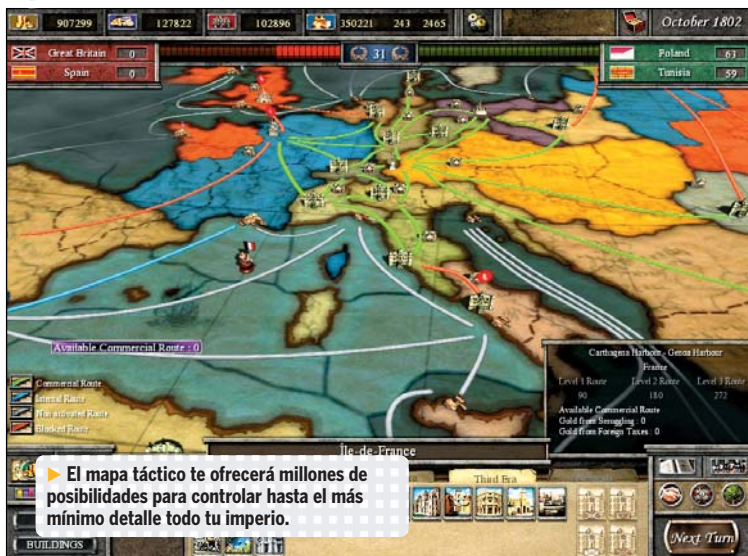 907299 127822 102896 350221 243 2465 October 1802
Great Britain 0 31 Poland 63
Spain 0 Tunisia 59
Available Commercial Route : 0
Commercial Route
Internal Route
Non activated Route
Blocked Route
Carthagena Harbour - Genoa Harbour
France
Level 1 Route Level 2 Route Level 3 Route
90 180 272
Available Commercial Route
Gold from Smuggling : 0
Gold from Foreign Taxes : 0
Île-de-France
► El mapa táctico te ofrecerá millones de
posibilidades para controlar hasta el más
mínimo detalle todo tu imperio.
Third Era
BUILDINGS
Next Turn